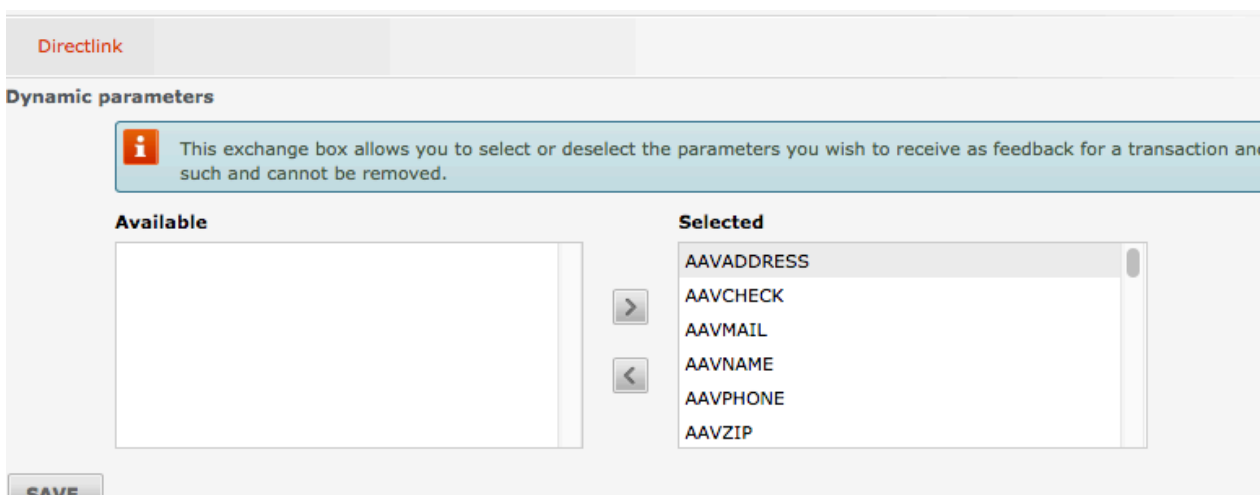 Directlink
Dynamic parameters
This exchange box allows you to select or deselect the parameters you wish to receive as feedback for a transaction and
such and cannot be removed.
Available
Selected
AAVADDRESS
AAVCHECK
AAVMAIL
AAVNAME
AAVPHONE
AAVZIP
SAVE